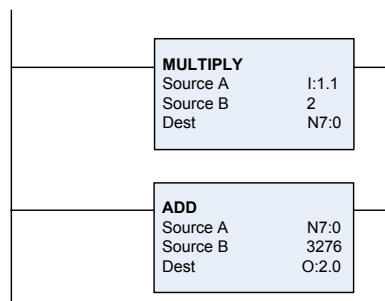 MULTIPLY
Source A I:1.1
Source B 2
Dest N7:0
ADD
Source A N7:0
Source B 3276
Dest O:2.0